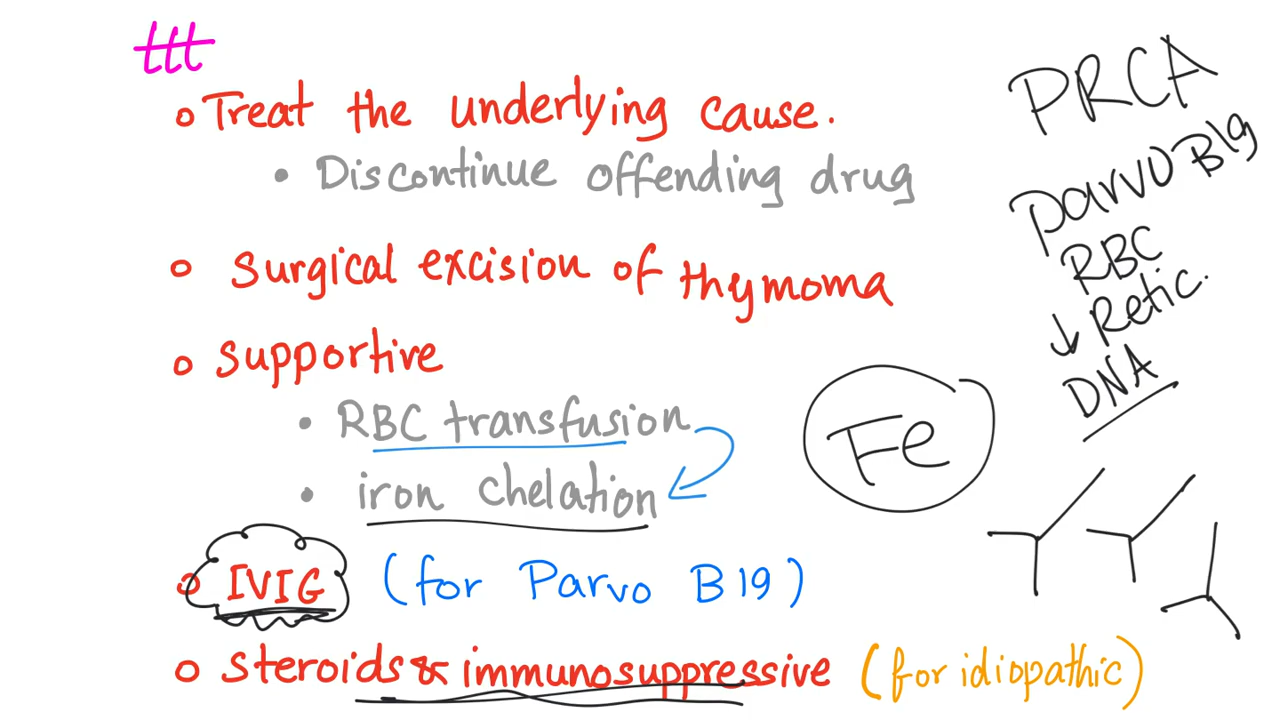 ttt
Treat the underlying cause.
Discontinue offending drug
Surgical excision of thymoma
Supportive
RBC transfusion
iron chelation
IVIG (for Parvo B19)
Steroids & immunosuppressive (for idiopathic)
PRCA
Parvo B19
RBC
↓ Retic.
DNA
Fe